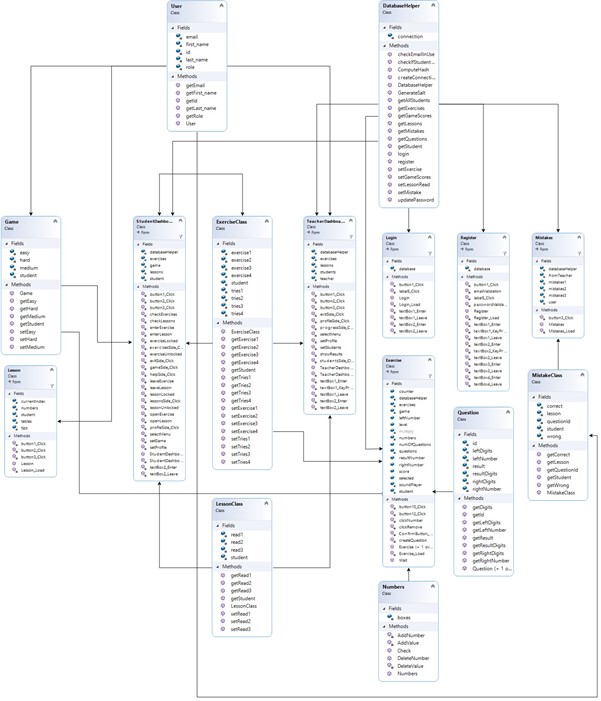 User
Class
Fields
email
first_name
id
last_name
role
Methods
getEmail
getFirst_name
getId
getLast_name
getRole
User
DatabaseHelper
Class
Fields
connection
Methods
checkEmailInUse
checkIfStudent...
ComputeHash
createConnecti...
DatabaseHelper
GenerateSalt
getAllStudents
getExercises
getGameScores
getLessons
getMistakes
getQuestions
getStudent
login
register
setExercise
setGameScores
setLessonRead
setMistake
updatePassword
Game
Class
Fields
easy
hard
medium
student
Methods
Game
getEasy
getHard
getMedium
getStudent
setEasy
setHard
setMedium
StudentDashbo...
Class
Form
Fields
databaseHelper
exercises
game
lessons
student
Methods
button1_Click
button2_Click
button3_Click
checkExercises
checkLessons
enterExercise
enterLesson
exerciseLocked
exercisesSide_C...
exerciseUnlocked
exitSide_Click
gameSide_Click
helpSide_Click
leaveExercise
leaveLesson
lessonLocked
lessonsSide_Click
lessonUnlocked
openExercise
openLesson
profileSide_Click
selectMenu
setGame
setProfile
StudentDashbo...
StudentDashbo...
textBox2_Enter
textBox2_Leave
ExerciseClass
Class
Fields
exercise1
exercise2
exercise3
exercise4
student
tries1
tries2
tries3
tries4
Methods
ExerciseClass
getExercise1
getExercise2
getExercise3
getExercise4
getStudent
getTries1
getTries2
getTries3
getTries4
setExercise1
setExercise2
setExercise3
setExercise4
setTries1
setTries2
setTries3
setTries4
TeacherDashboa...
Class
Form
Fields
databaseHelper
exercises
lessons
students
teacher
Methods
button1_Click
button2_Click
button3_Click
exitSide_Click
profileSide_Click
progressSide_C...
selectMenu
setProfile
setStudents
showResults
studentsSide_Cl...
TeacherDashbo...
TeacherDashbo...
textBox1_Enter
textBox1_KeyPr...
textBox1_Leave
textBox2_Enter
textBox2_Leave
Login
Class
Form
Fields
database
Methods
button1_Click
label5_Click
Login
Login_Load
textBox1_Enter
textBox1_Leave
textBox2_Enter
textBox2_Leave
Register
Class
Form
Fields
database
Methods
button1_Click
emailValidation
label5_Click
passwordValida...
Register
Register_Load
textBox1_Enter
textBox1_KeyPr...
textBox1_Leave
textBox2_Enter
textBox2_KeyPr...
textBox2_Leave
textBox3_Enter
textBox3_Leave
textBox4_Enter
textBox4_Leave
Mistakes
Class
Form
Fields
databaseHelper
fromTeacher
mistakes1
mistakes2
mistakes3
user
Methods
button3_Click
Mistakes
Mistakes_Load
Lesson
Class
Form
Fields
currentIndex
numbers
student
tables
text
Methods
button1_Click
button2_Click
button3_Click
Lesson
Lesson_Load
Exercise
Class
Form
Fields
counter
databaseHelper
exercises
game
leftNumber
level
multiply
numbers
numOfQuestions
questions
resultNumber
rightNumber
score
selected
soundPlayer
student
Methods
button10_Click
button12_Click
clickNumber
clickRemove
ConfirmButton_...
createQuestion
Exercise (+ 1 o...
Exercise_Load
Wait
Question
Class
Fields
id
leftDigits
leftNumber
result
resultDigits
rightDigits
rightNumber
Methods
getDigits
getId
getLeftDigits
getLeftNumber
getResult
getResultDigits
getRightDigits
getRightNumber
Question (+ 1 o...
MistakeClass
Class
Fields
correct
lesson
questionId
student
wrong
Methods
getCorrect
getLesson
getQuestionId
getStudent
getWrong
MistakeClass
LessonClass
Class
Fields
read1
read2
read3
student
Methods
getRead1
getRead2
getRead3
getStudent
LessonClass
setRead1
setRead2
setRead3
Numbers
Class
Fields
boxes
Methods
AddNumber
AddValue
Check
DeleteNumber
DeleteValue
Numbers